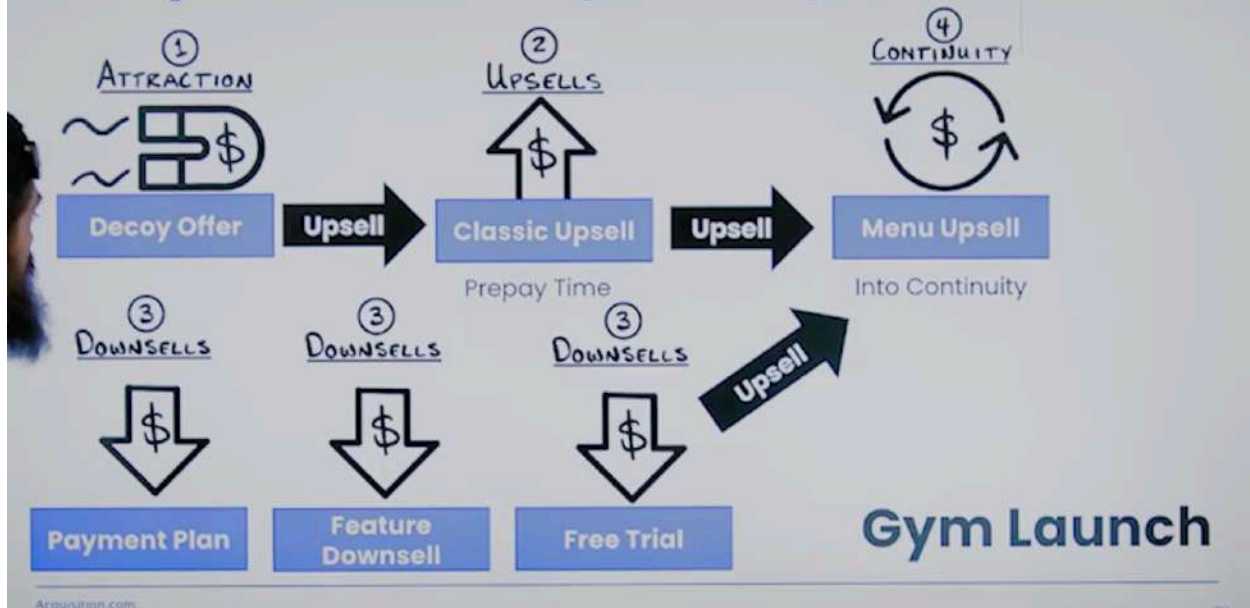 1
ATTRACTION
2
UPSELLS
4
CONTINUITY
$
$
$
Decoy Offer
Upsell
Classic Upsell
Upsell
Menu Upsell
Prepay Time
Into Continuity
3
DOWNSELLS
3
DOWNSELLS
3
DOWNSELLS
Upsell
$
$
$
Payment Plan
Feature
Downsell
Free Trial
Gym Launch
Acquisition.com